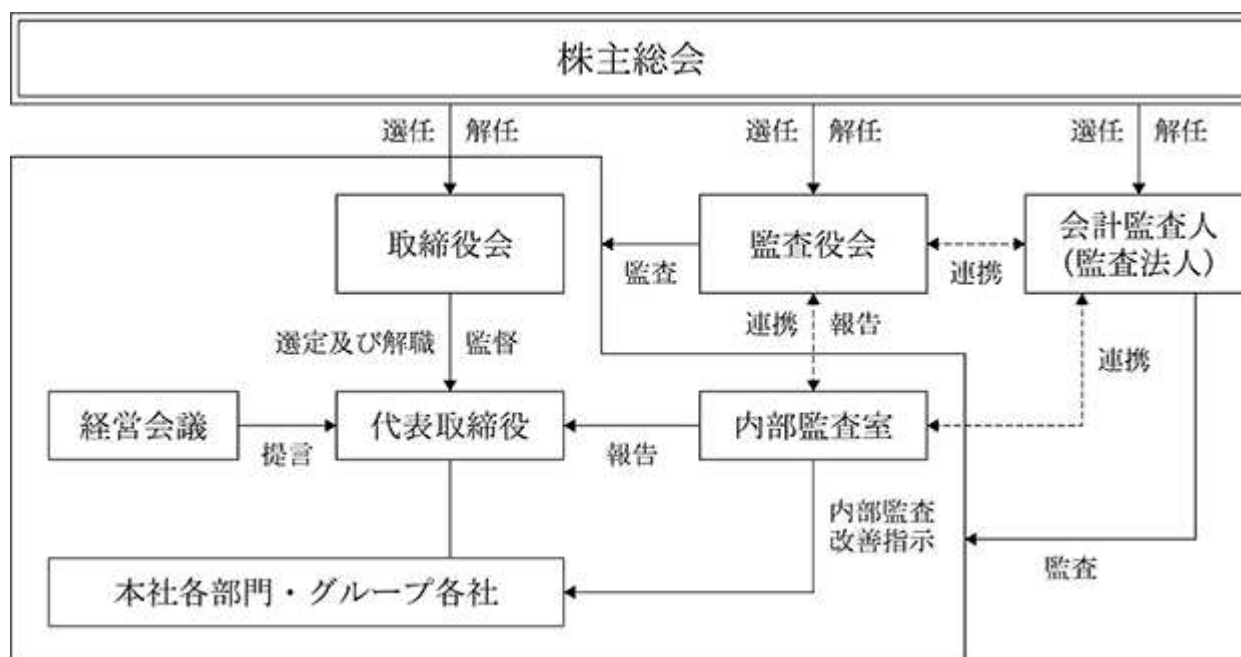 株主総会
選任 解任
選任 解任
選任 解任
取締役会
監査
監査役会
連携
会計監査人
（監査法人）
選定及び解職 監督
連携 報告
連携
経営会議
提言
代表取締役
報告
内部監査室
内部監査
改善指示
監査
本社各部門・グループ各社